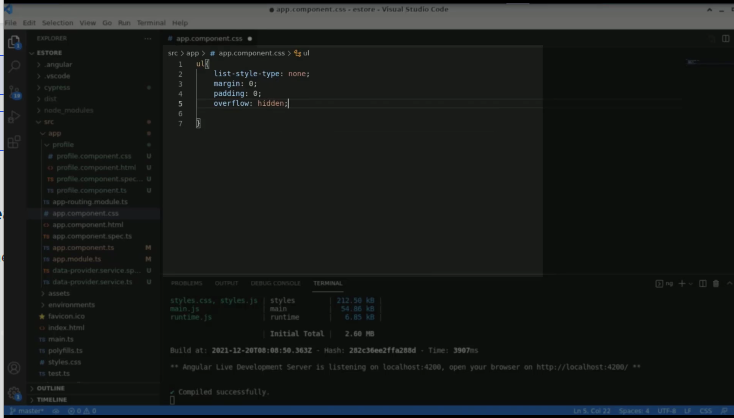 app.component.css - estore - Visual Studio Code
File Edit Selection View Go Run Terminal Help
EXPLORER
app.component.css
ESTORE
.angular
.vscode
cypress
dist
node_modules
src
app
profile
profile.component.css U
profile.component.html U
profile.component.spec... U
profile.component.ts U
app-routing.module.ts
app.component.css
app.component.html
app.component.spec.ts
app.component.ts M
app.module.ts M
data-provider.service.sp... U
data-provider.service.ts U
assets
environments
favicon.ico
index.html
main.ts
polyfills.ts
styles.css
test.ts
OUTLINE
TIMELINE
src > app > # app.component.css > ul
1 ul{
2 list-style-type: none;
3 margin: 0;
4 padding: 0;
5 overflow: hidden;
6
7 }
PROBLEMS OUTPUT DEBUG CONSOLE TERMINAL
styles.css, styles.js | styles | 212.50 kB |
main.js | main | 54.86 kB |
runtime.js | runtime | 6.85 kB |
| Initial Total | 2.60 MB
Build at: 2021-12-28T08:08:50.363Z - Hash: 282c36ee2ffa288d - Time: 3907ms
** Angular Live Development Server is listening on localhost:4200, open your browser on http://localhost:4200/ **
✓ Compiled successfully.
master* 0 0 Ln 5, Col 22 Spaces: 4 UTF-8 LF CSS